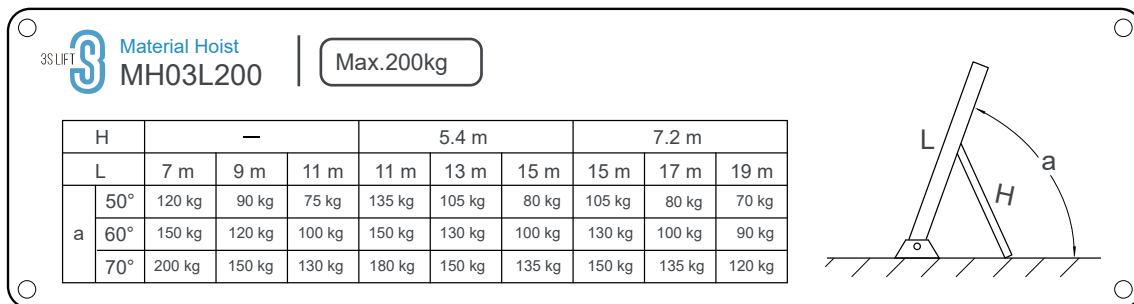 3S LIFT
Material Hoist
MH03L200
Max.200kg
H — 5.4 m 7.2 m
L 7 m 9 m 11 m 11 m 13 m 15 m 15 m 17 m 19 m
a 50° 120 kg 90 kg 75 kg 135 kg 105 kg 80 kg 105 kg 80 kg 70 kg
60° 150 kg 120 kg 100 kg 150 kg 130 kg 100 kg 130 kg 100 kg 90 kg
70° 200 kg 150 kg 130 kg 180 kg 150 kg 135 kg 150 kg 135 kg 120 kg
L
a
H